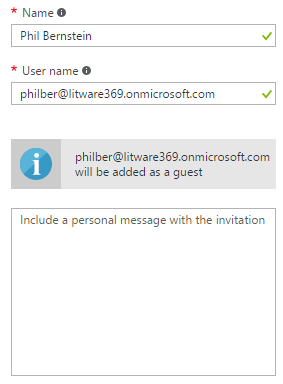 * Name
Phil Bernstein
* User name
philber@litware369.onmicrosoft.com
philber@litware369.onmicrosoft.com
will be added as a guest
Include a personal message with the invitation